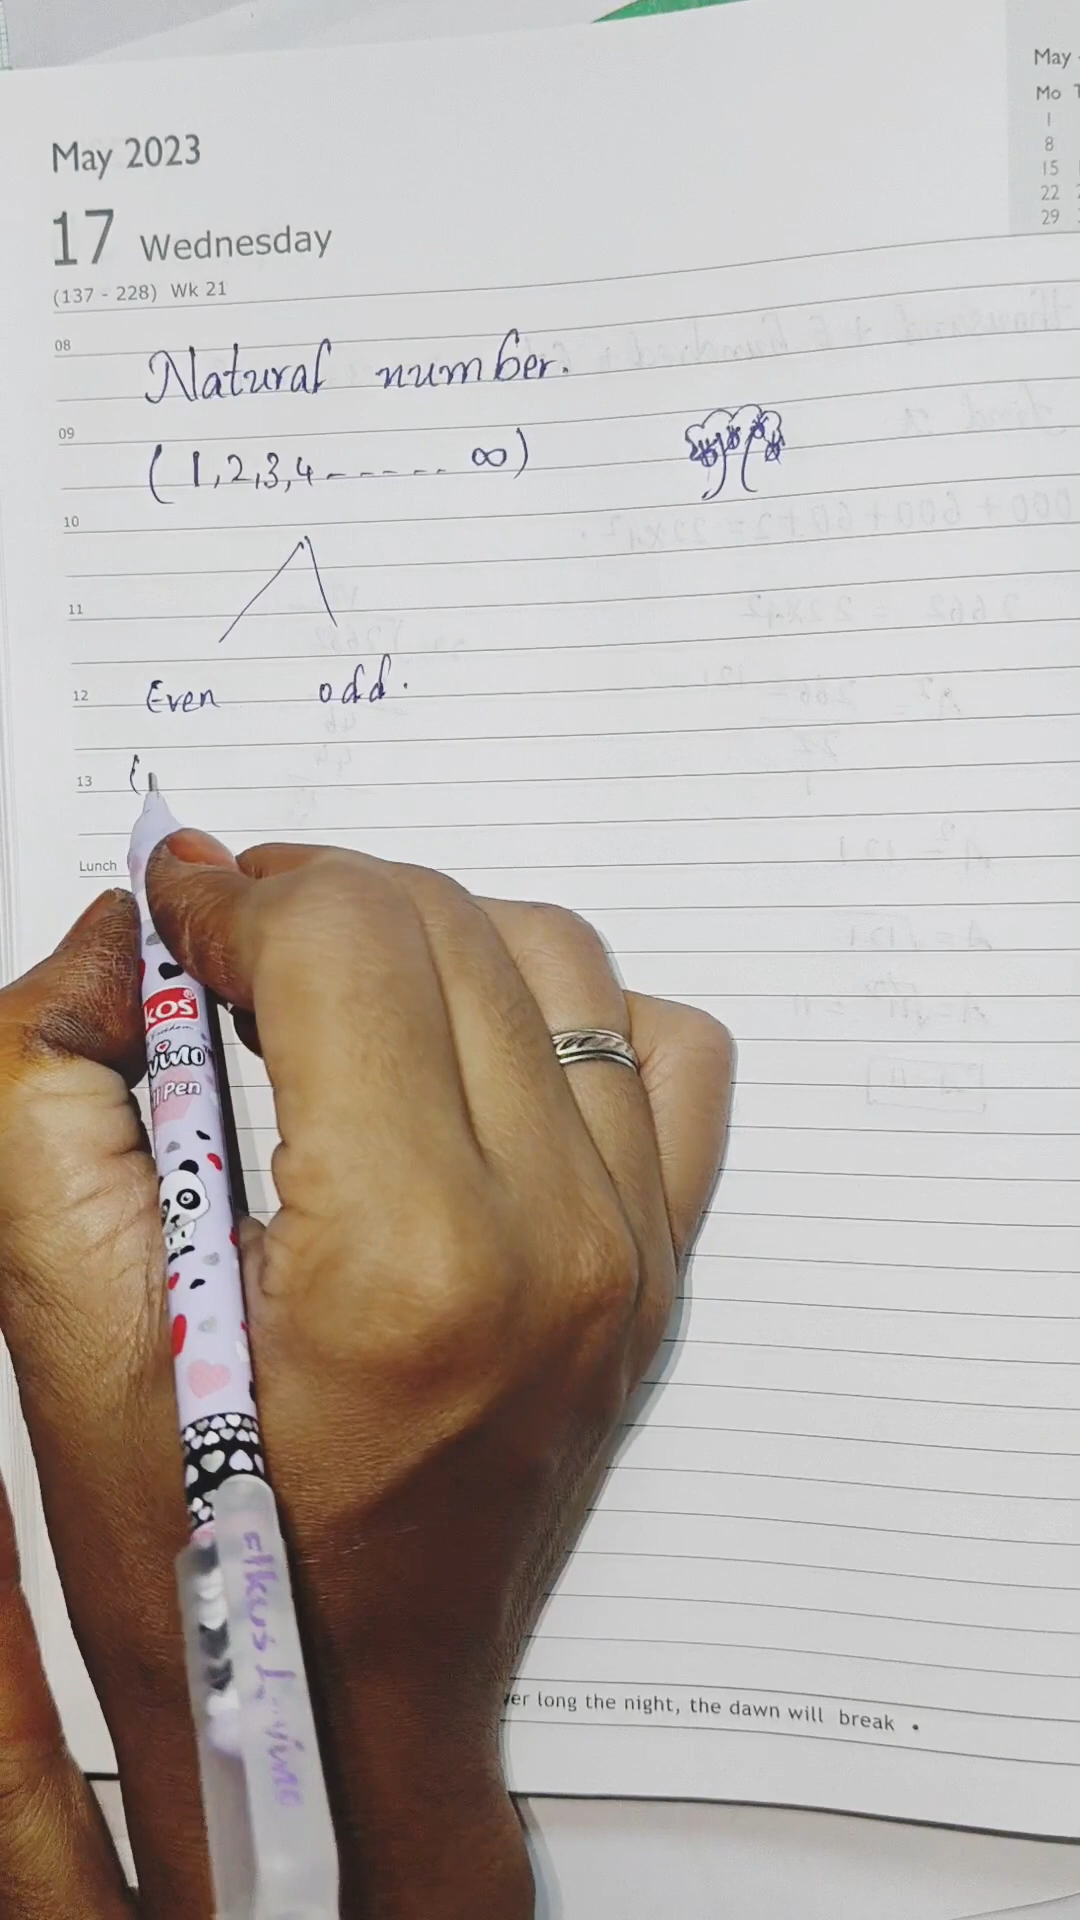 May
Mo
May 2023
1
8
15
22
29
17 Wednesday
(137 - 228) Wk 21
08
Natural number.
09
( 1,2,3,4------ ∞)
10
11
12
Even odd.
13
(
Lunch
KOS
Pen
er long the night, the dawn will break .